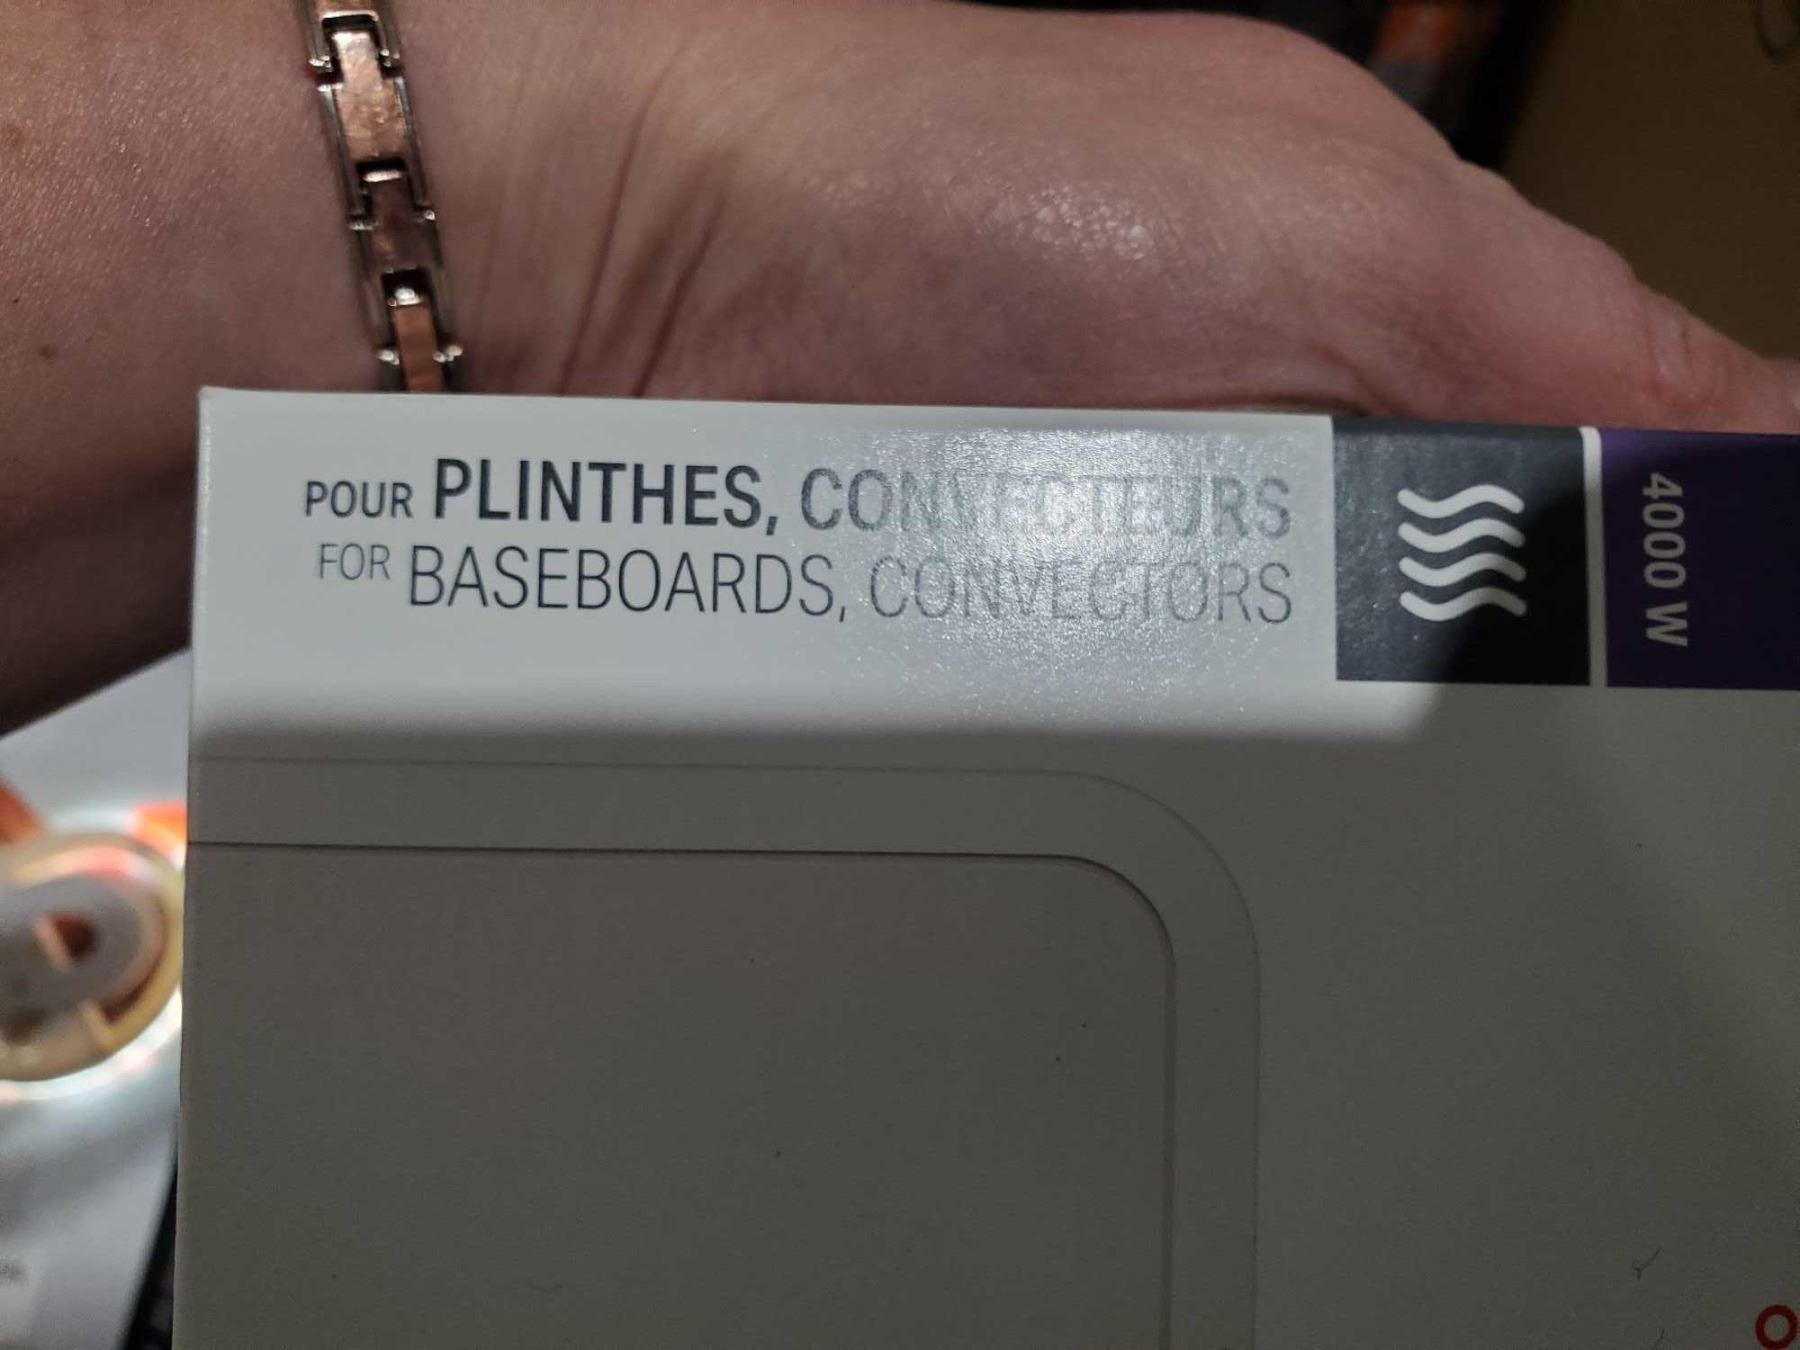 POUR PLINTHES, CONVECTEURS
FOR BASEBOARDS, CONVECTORS
4000 W